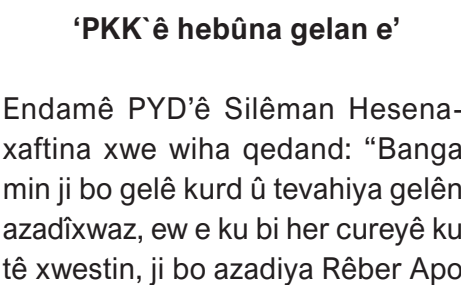 ‘PKK`ê hebûna gelan e’
Endamê PYD’ê Silêman Hesena-
xaftina xwe wiha qedand: “Banga
min ji bo gelê kurd û tevahiya gelên
azadîxwaz, ew e ku bi her cureyê ku
tê xwestin, ji bo azadiya Rêber Apo